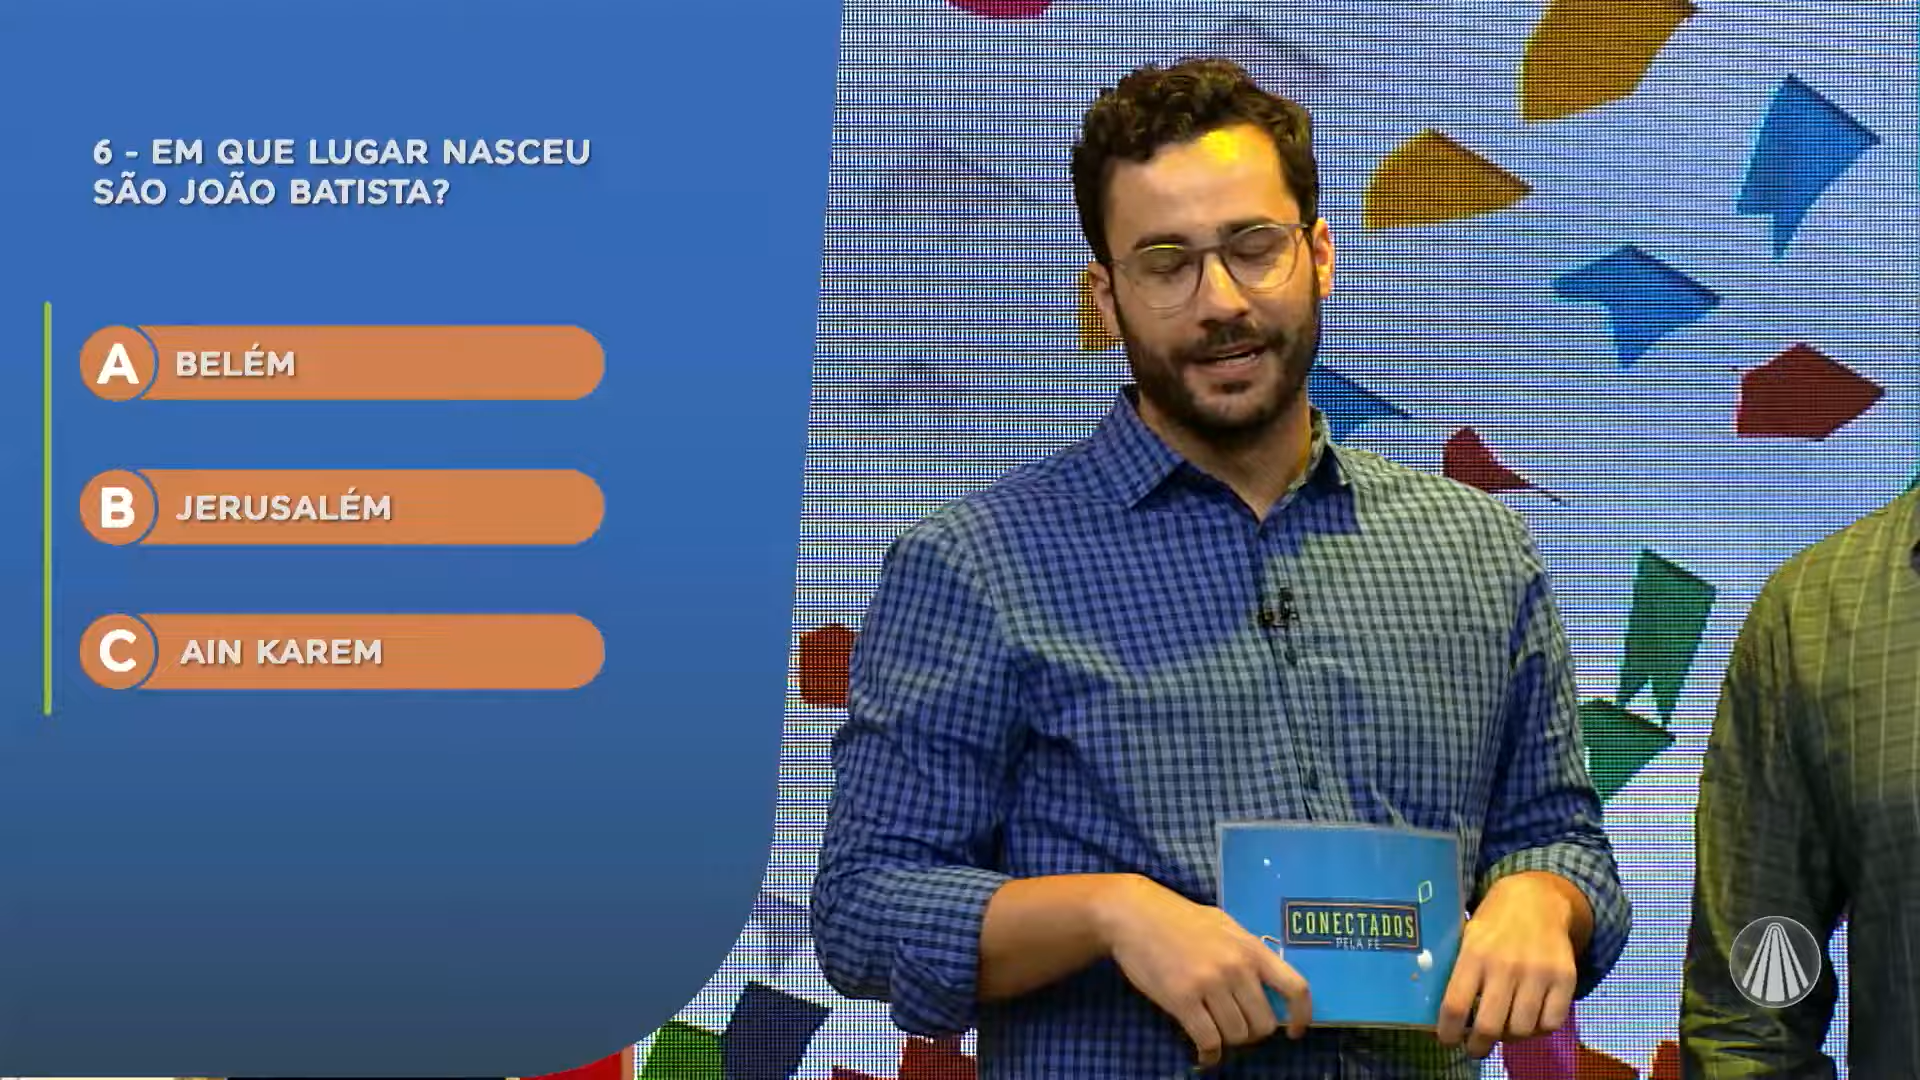 6 - EM QUE LUGAR NASCEU
SÃO JOÃO BATISTA?
A BELÉM
B JERUSALÉM
C AIN KAREM
CONECTADOS
PELA FÉ